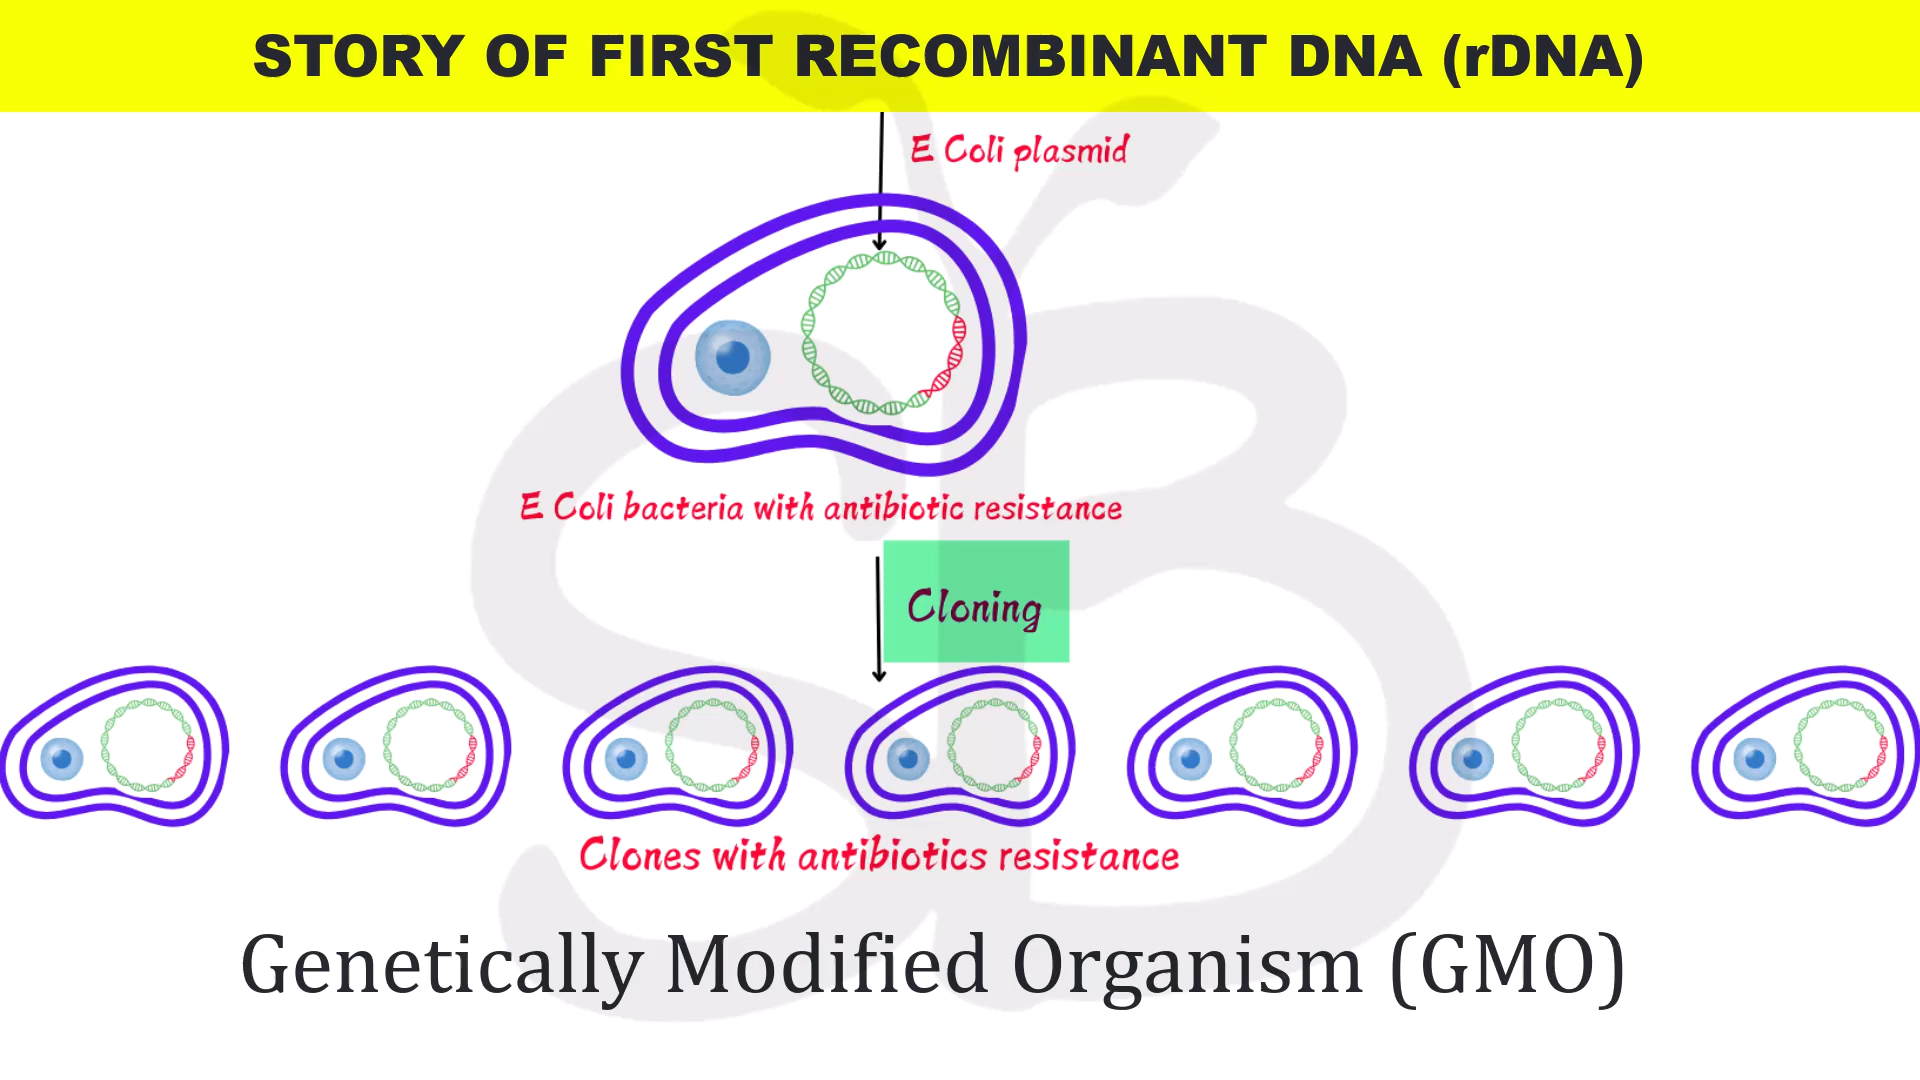 STORY OF FIRST RECOMBINANT DNA (rDNA)
E Coli plasmid
E Coli bacteria with antibiotic resistance
Cloning
Clones with antibiotics resistance
Genetically Modified Organism (GMO)